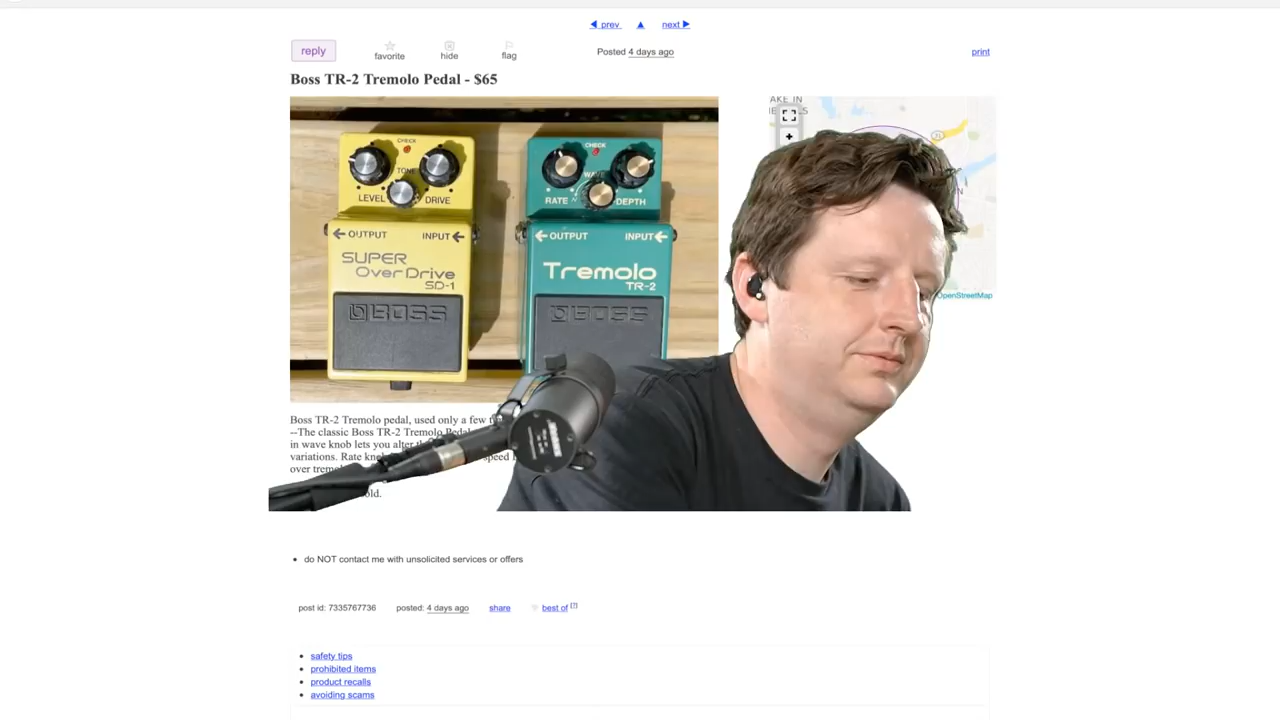 ◀ prev ▲ next ▶
reply favorite hide flag Posted 4 days ago print
Boss TR-2 Tremolo Pedal - $65
CHECK
TONE
LEVEL DRIVE
OUTPUT INPUT
SUPER
OverDrive
SD-1
BOSS
CHECK
WAVE
RATE DEPTH
OUTPUT INPUT
Tremolo
TR-2
BOSS
AKE IN
+
OpenStreetMap
Boss TR-2 Tremolo pedal, used only a few
--The classic Boss TR-2 Tremolo Pedal
in wave knob lets you alter
variations. Rate speed
over
do NOT contact me with unsolicited services or offers
post id: 7335767736 posted: 4 days ago share best of [?]
safety tips
prohibited items
product recalls
avoiding scams